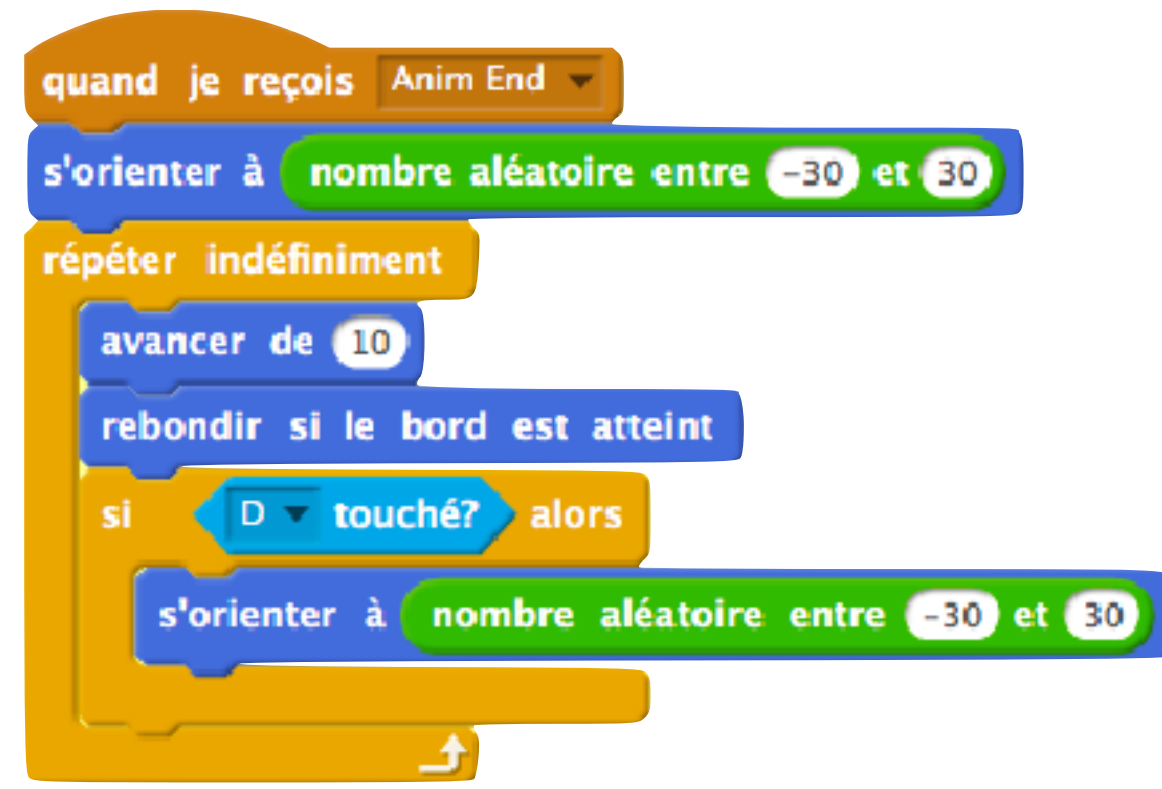 quand je reçois Anim End
s'orienter à nombre aléatoire entre -30 et 30
répéter indéfiniment
avancer de 10
rebondir si le bord est atteint
si D touché? alors
s'orienter à nombre aléatoire entre -30 et 30